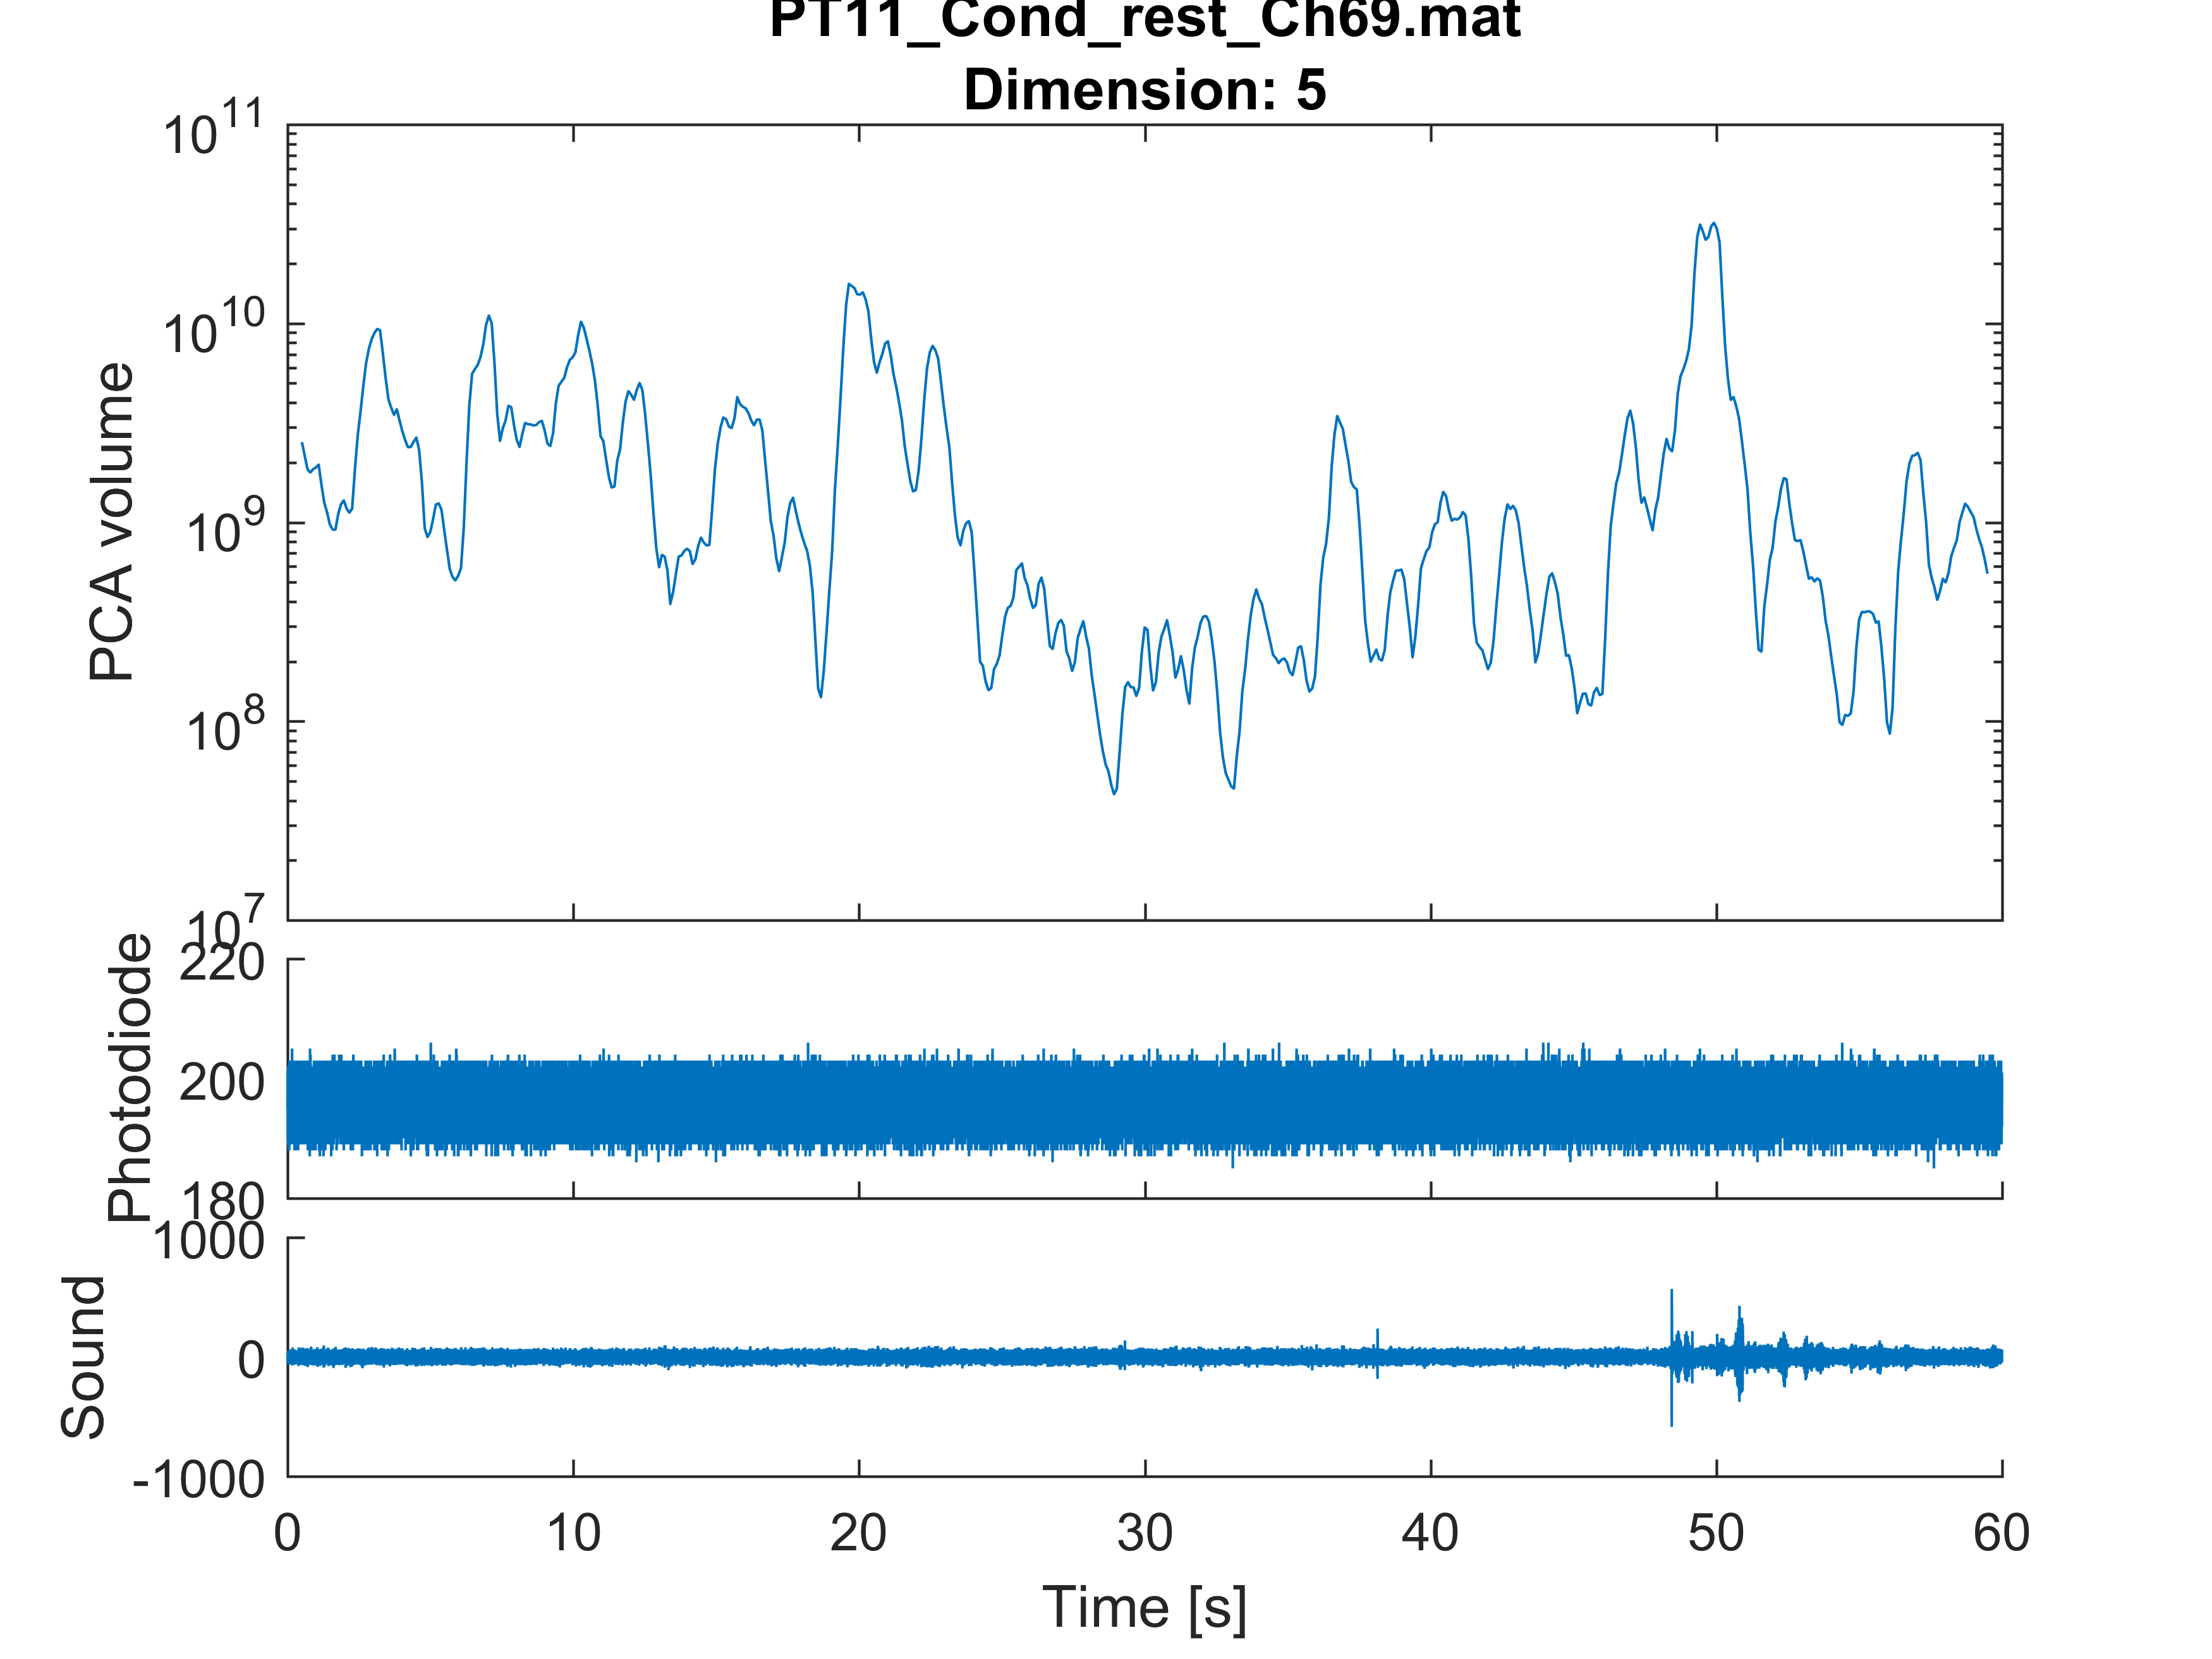 PT11_Cond_rest_Ch69.mat
Dimension: 5
10^11
10^10
10^9
10^8
10^7
PCA volume
220
200
180
Photodiode
1000
0
-1000
Sound
0 10 20 30 40 50 60
Time [s]